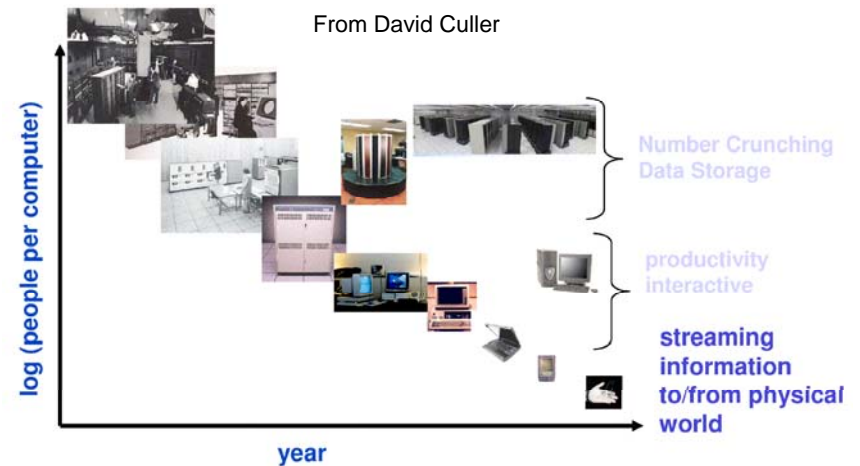 From David Culler
log (people per computer)
Number Crunching
Data Storage
productivity
interactive
streaming
information
to/from physical
world
year